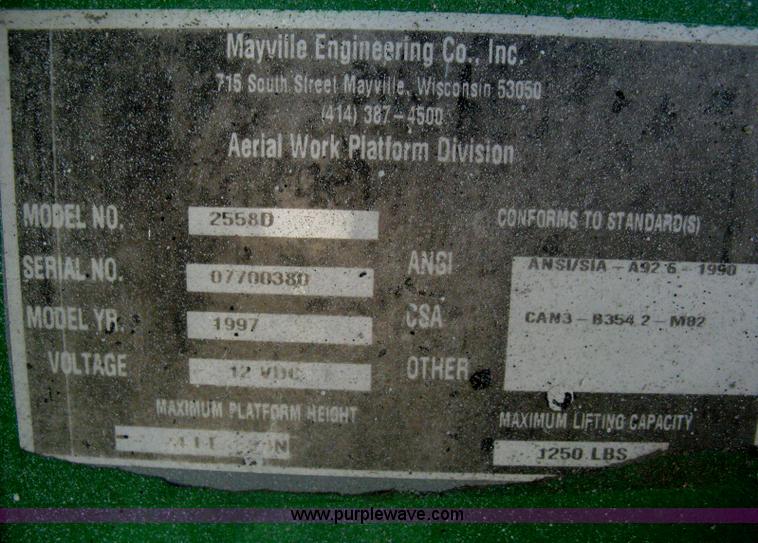 Mayville Engineering Co., Inc.
715 South Street Mayville, Wisconsin 53050
(414) 387-4500
Aerial Work Platform Division
MODEL NO. 2558D
CONFORMS TO STANDARD(S)
SERIAL NO. 07700380
ANSI ANSI/SIA - A92 6 - 1990
MODEL YR. 1997
CSA CAN3 - B354 2 - M82
VOLTAGE 12 VDC
OTHER
MAXIMUM PLATFORM HEIGHT
MAXIMUM LIFTING CAPACITY
1250 LBS
www.purplewave.com